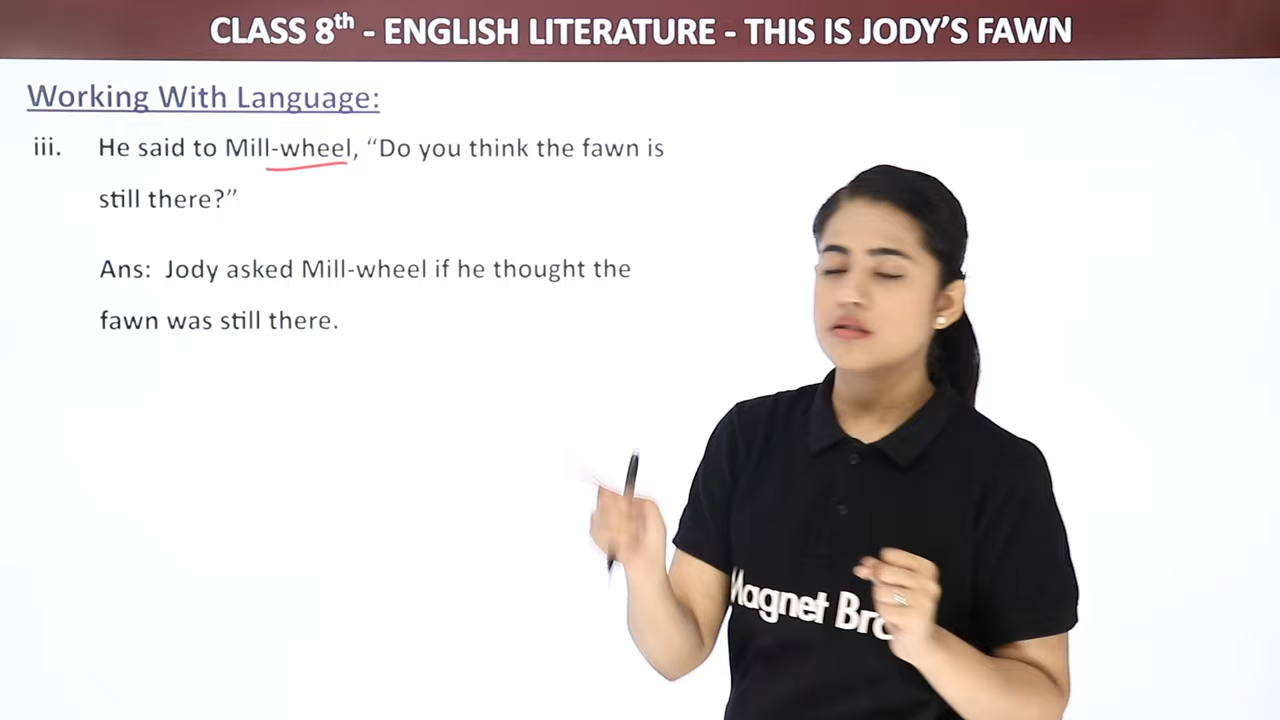 CLASS 8th - ENGLISH LITERATURE - THIS IS JODY'S FAWN
Working With Language:
iii. He said to Mill-wheel, “Do you think the fawn is
still there?”
Ans: Jody asked Mill-wheel if he thought the
fawn was still there.
Magnet Br